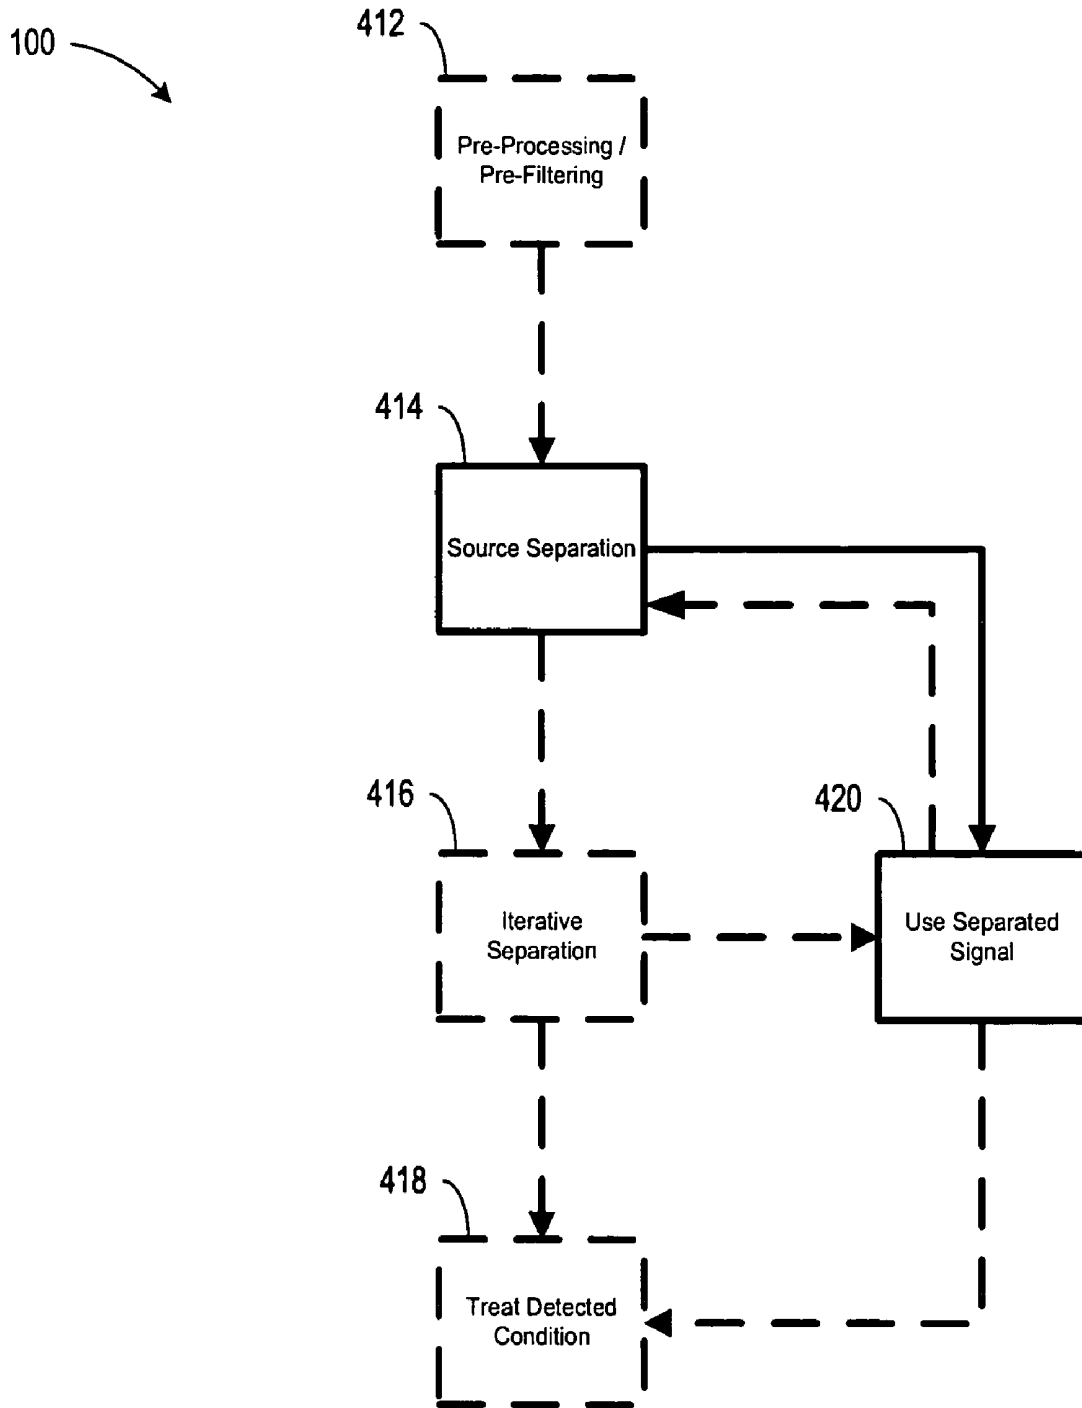 100
412
Pre-Processing /
Pre-Filtering
414
Source Separation
416
Iterative
Separation
420
Use Separated
Signal
418
Treat Detected
Condition